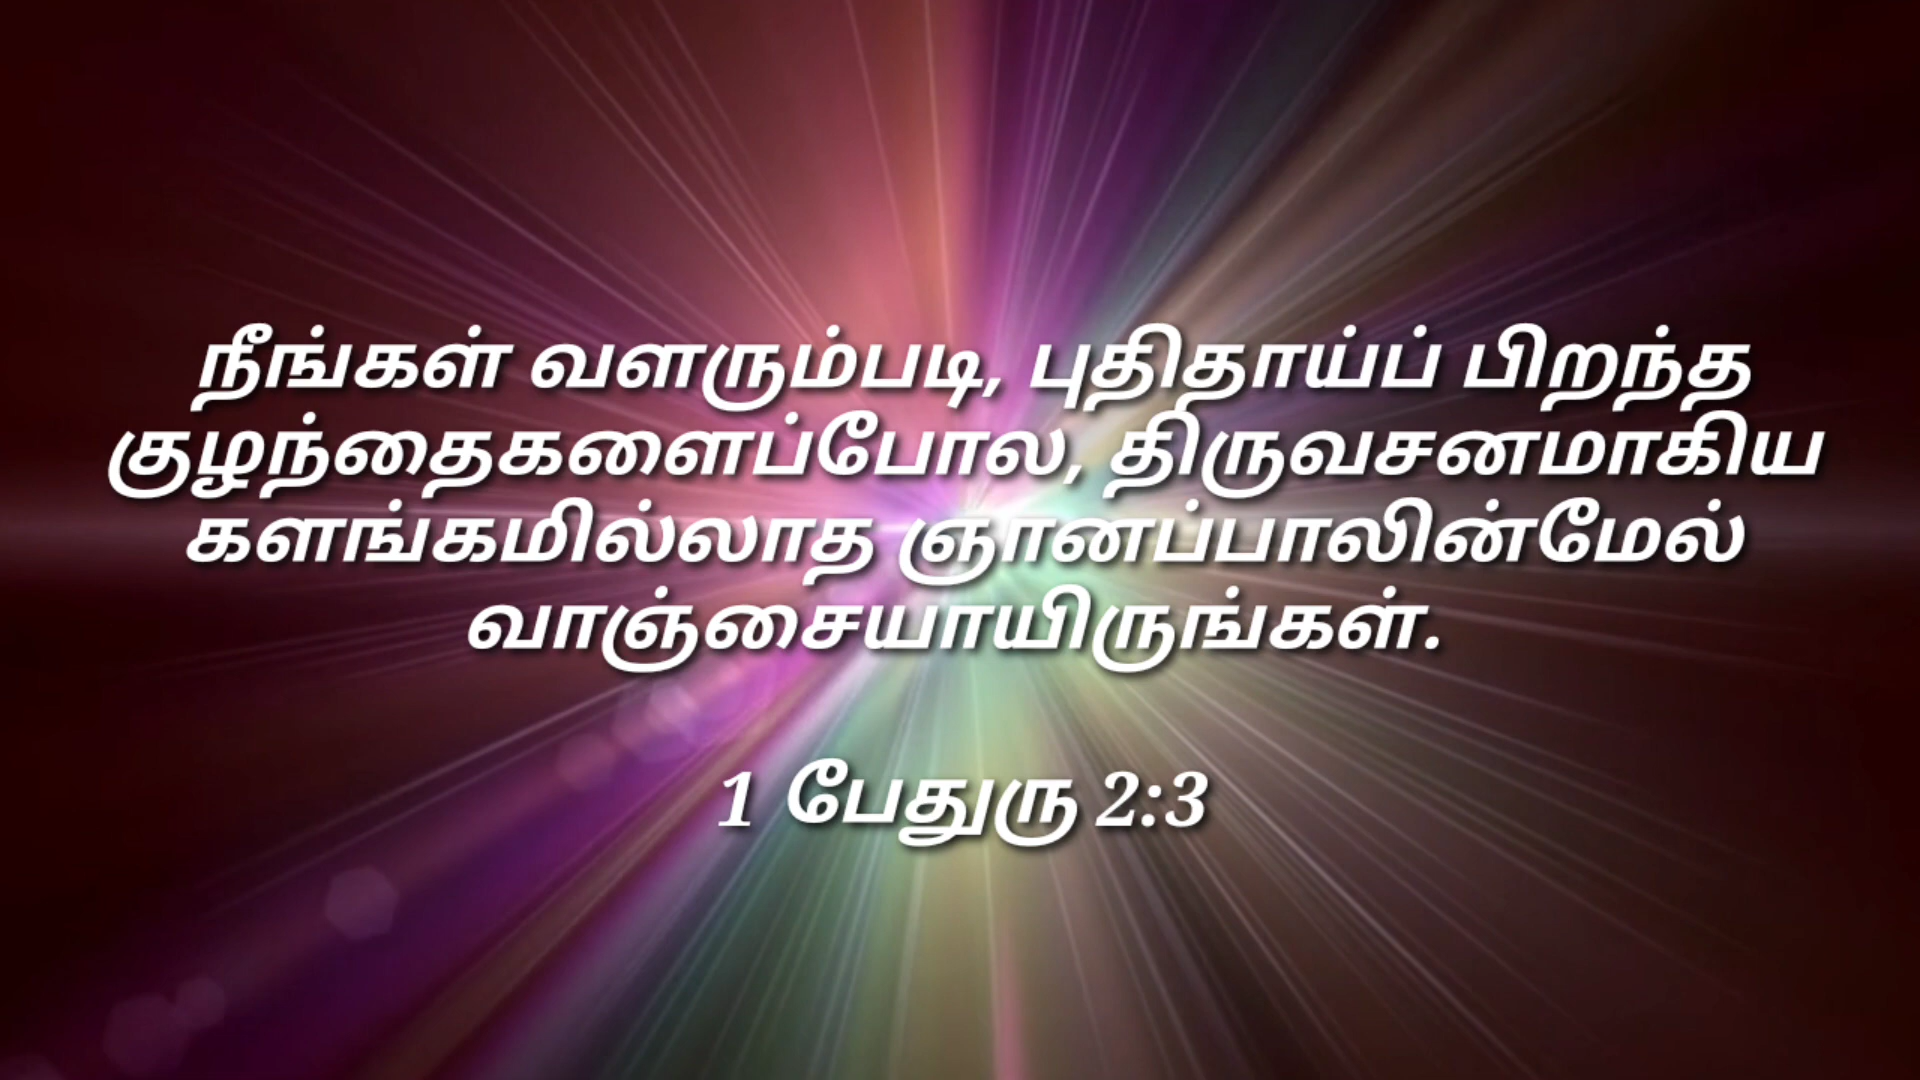 நீங்கள் வளரும்படி, புதிதாய்ப் பிறந்த
குழந்தைகளைப்போல, திருவசனமாகிய
களங்கமில்லாத ஞானப்பாலின்மேல்
வாஞ்சையாயிருங்கள்.
1 பேதுரு 2:3